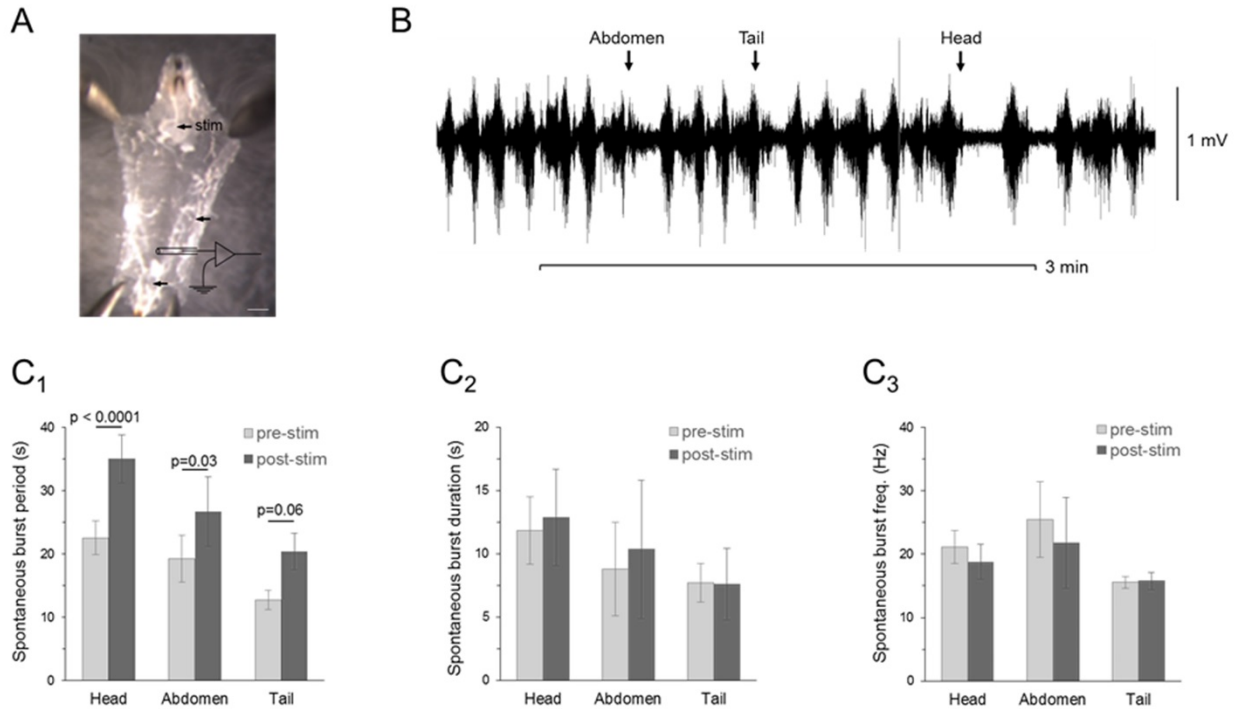 A
stim
B
Abdomen Tail Head
1 mV
3 min
C1
Spontaneous burst period (s)
40
30
20
10
0
p < 0.0001
p=0.03
p=0.06
pre-stim
post-stim
Head Abdomen Tail
C2
Spontaneous burst duration (s)
20
15
10
5
0
pre-stim
post-stim
Head Abdomen Tail
C3
Spontaneous burst freq. (Hz)
40
30
20
10
0
pre-stim
post-stim
Head Abdomen Tail